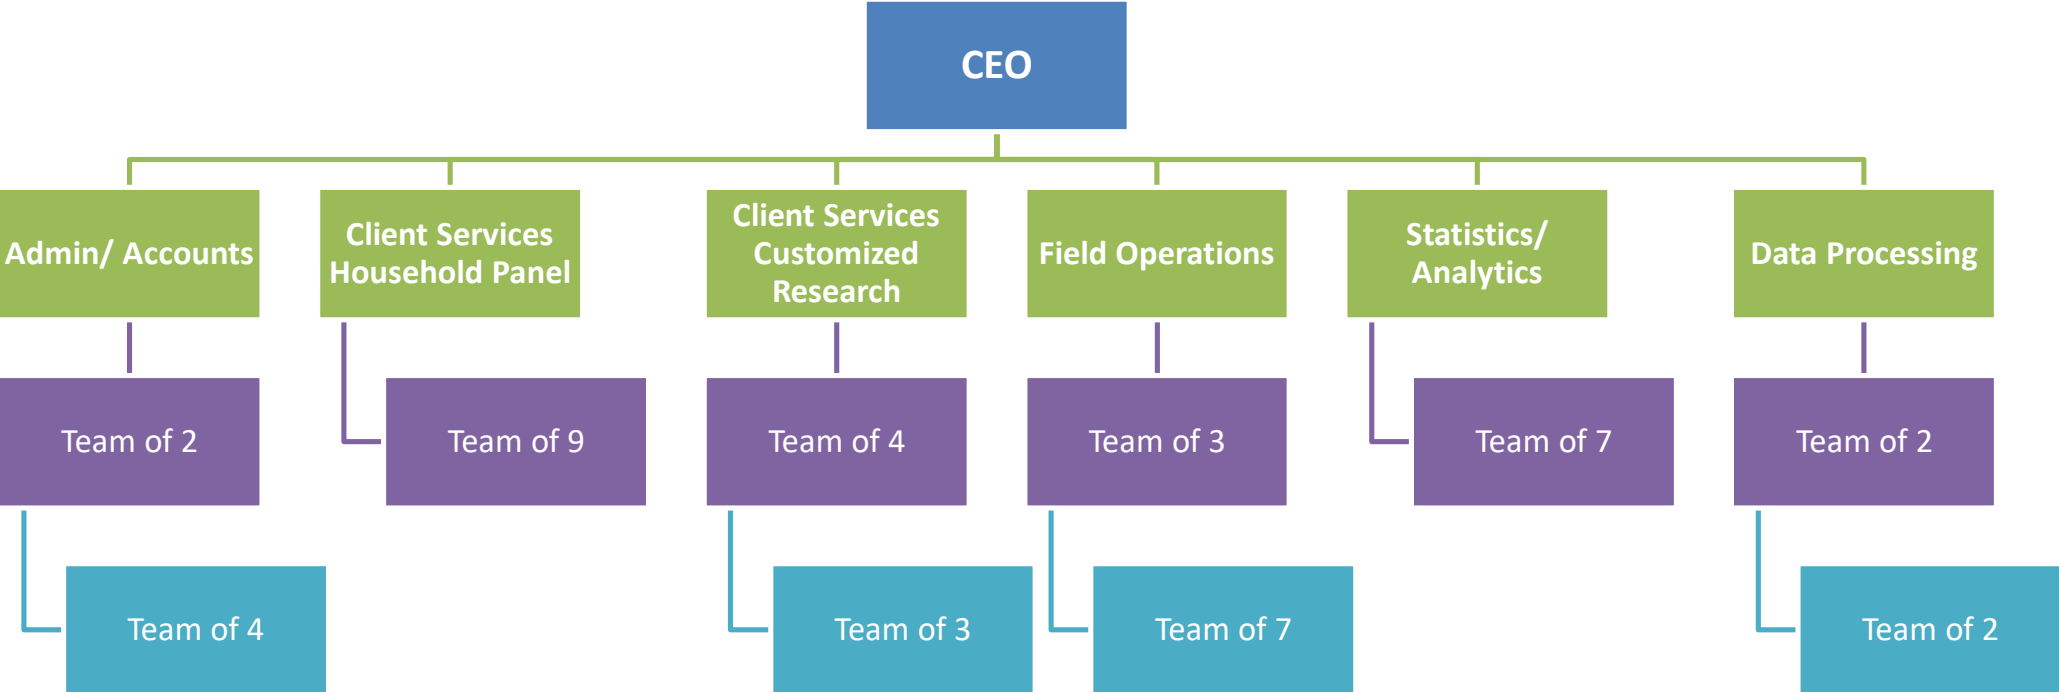 CEO
Admin/ Accounts
Client Services
Household Panel
Client Services
Customized
Research
Field Operations
Statistics/
Analytics
Data Processing
Team of 2
Team of 9
Team of 4
Team of 3
Team of 7
Team of 2
Team of 4
Team of 3
Team of 7
Team of 2